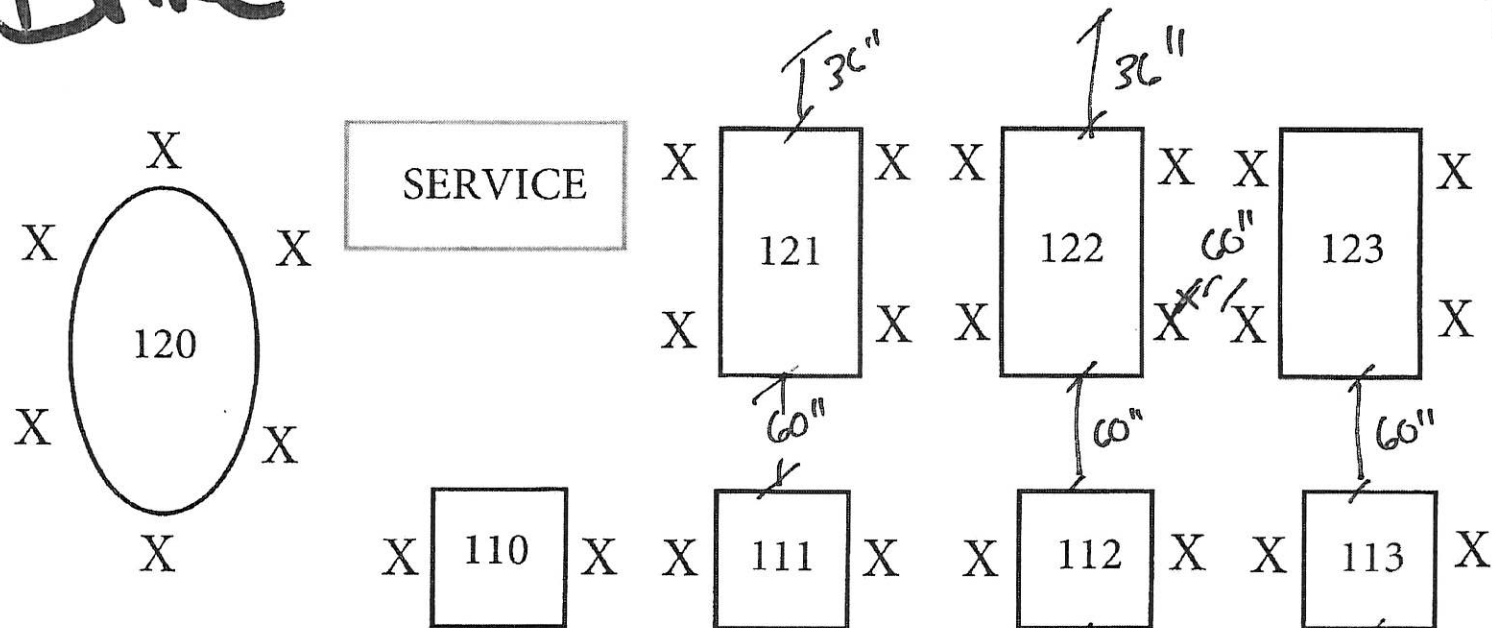 36" 36"
X
SERVICE
X X X X X X
X X
121 122 60" 123
120
X X X X X X
60" 60" 60"
X X
X 110 X X 111 X X 112 X X 113 X
X